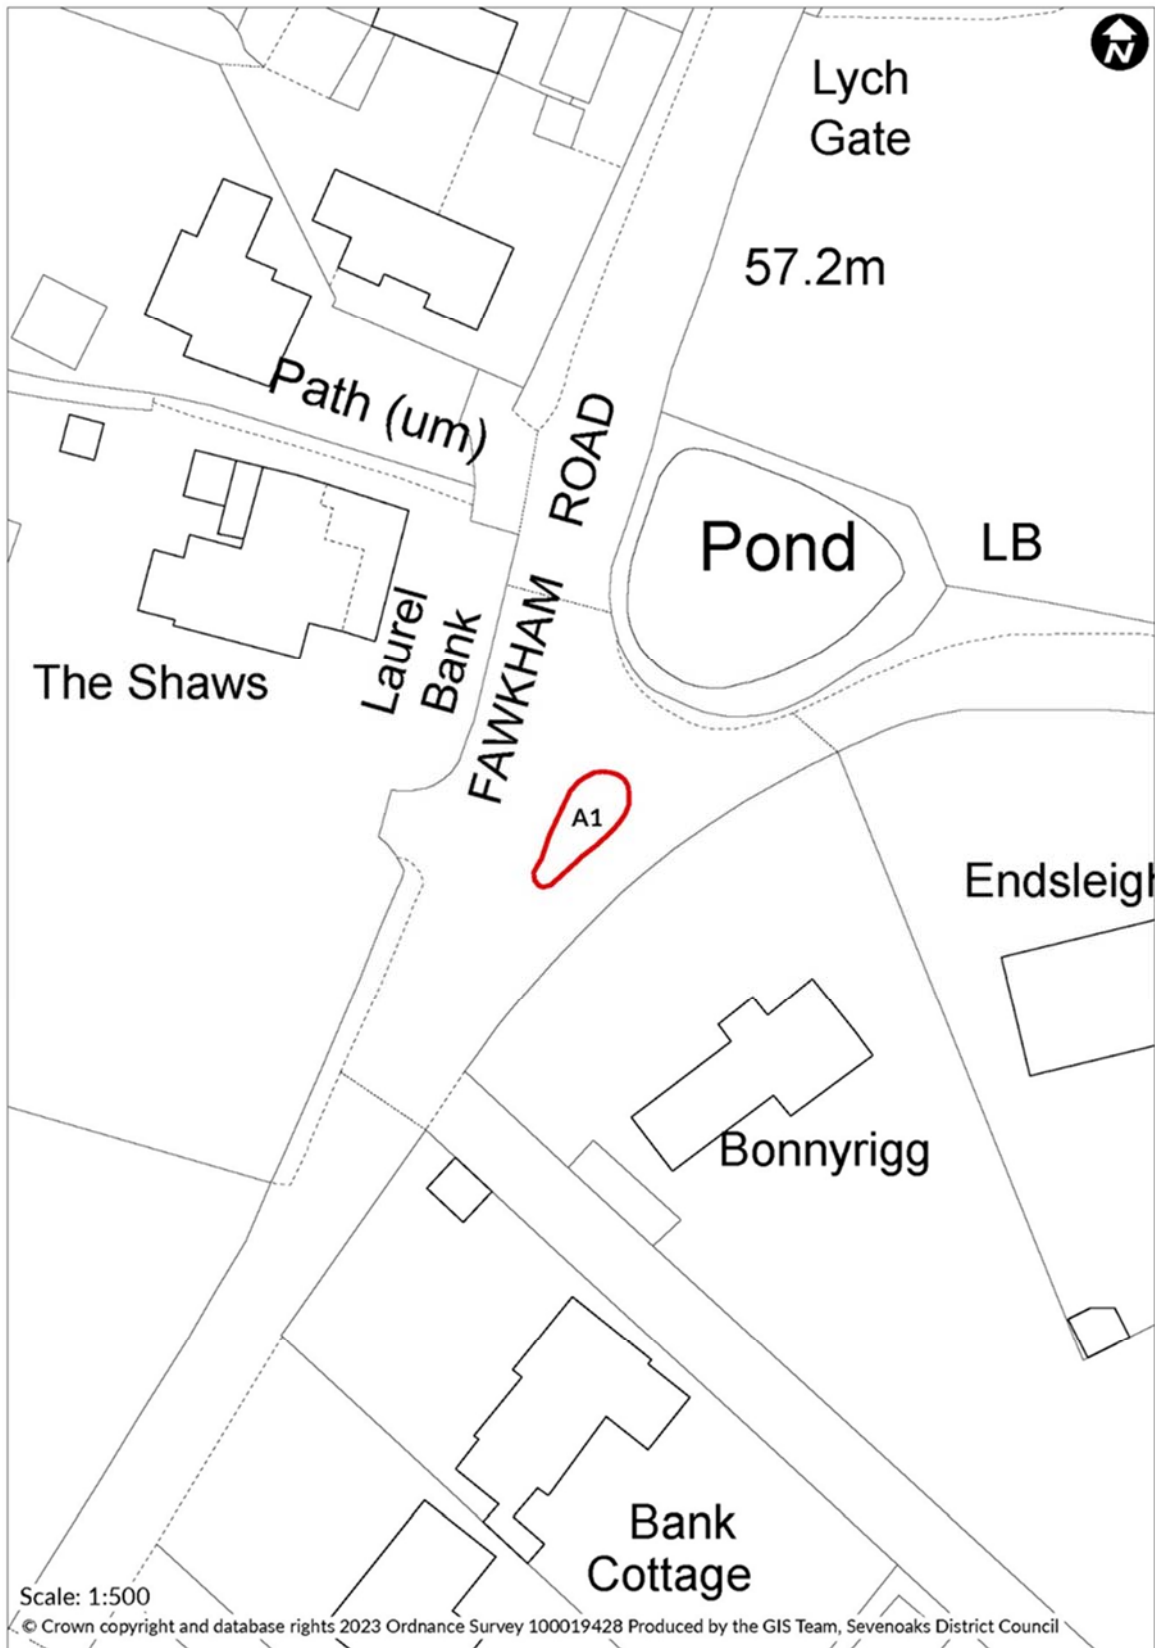 N
Lych
Gate
57.2m
Path (um)
ROAD
Pond
LB
FAWKHAM
Laurel
Bank
The Shaws
A1
Endsleigh
Bonnyrigg
Bank
Cottage
Scale: 1:500
© Crown copyright and database rights 2023 Ordnance Survey 100019428 Produced by the GIS Team, Sevenoaks District Council